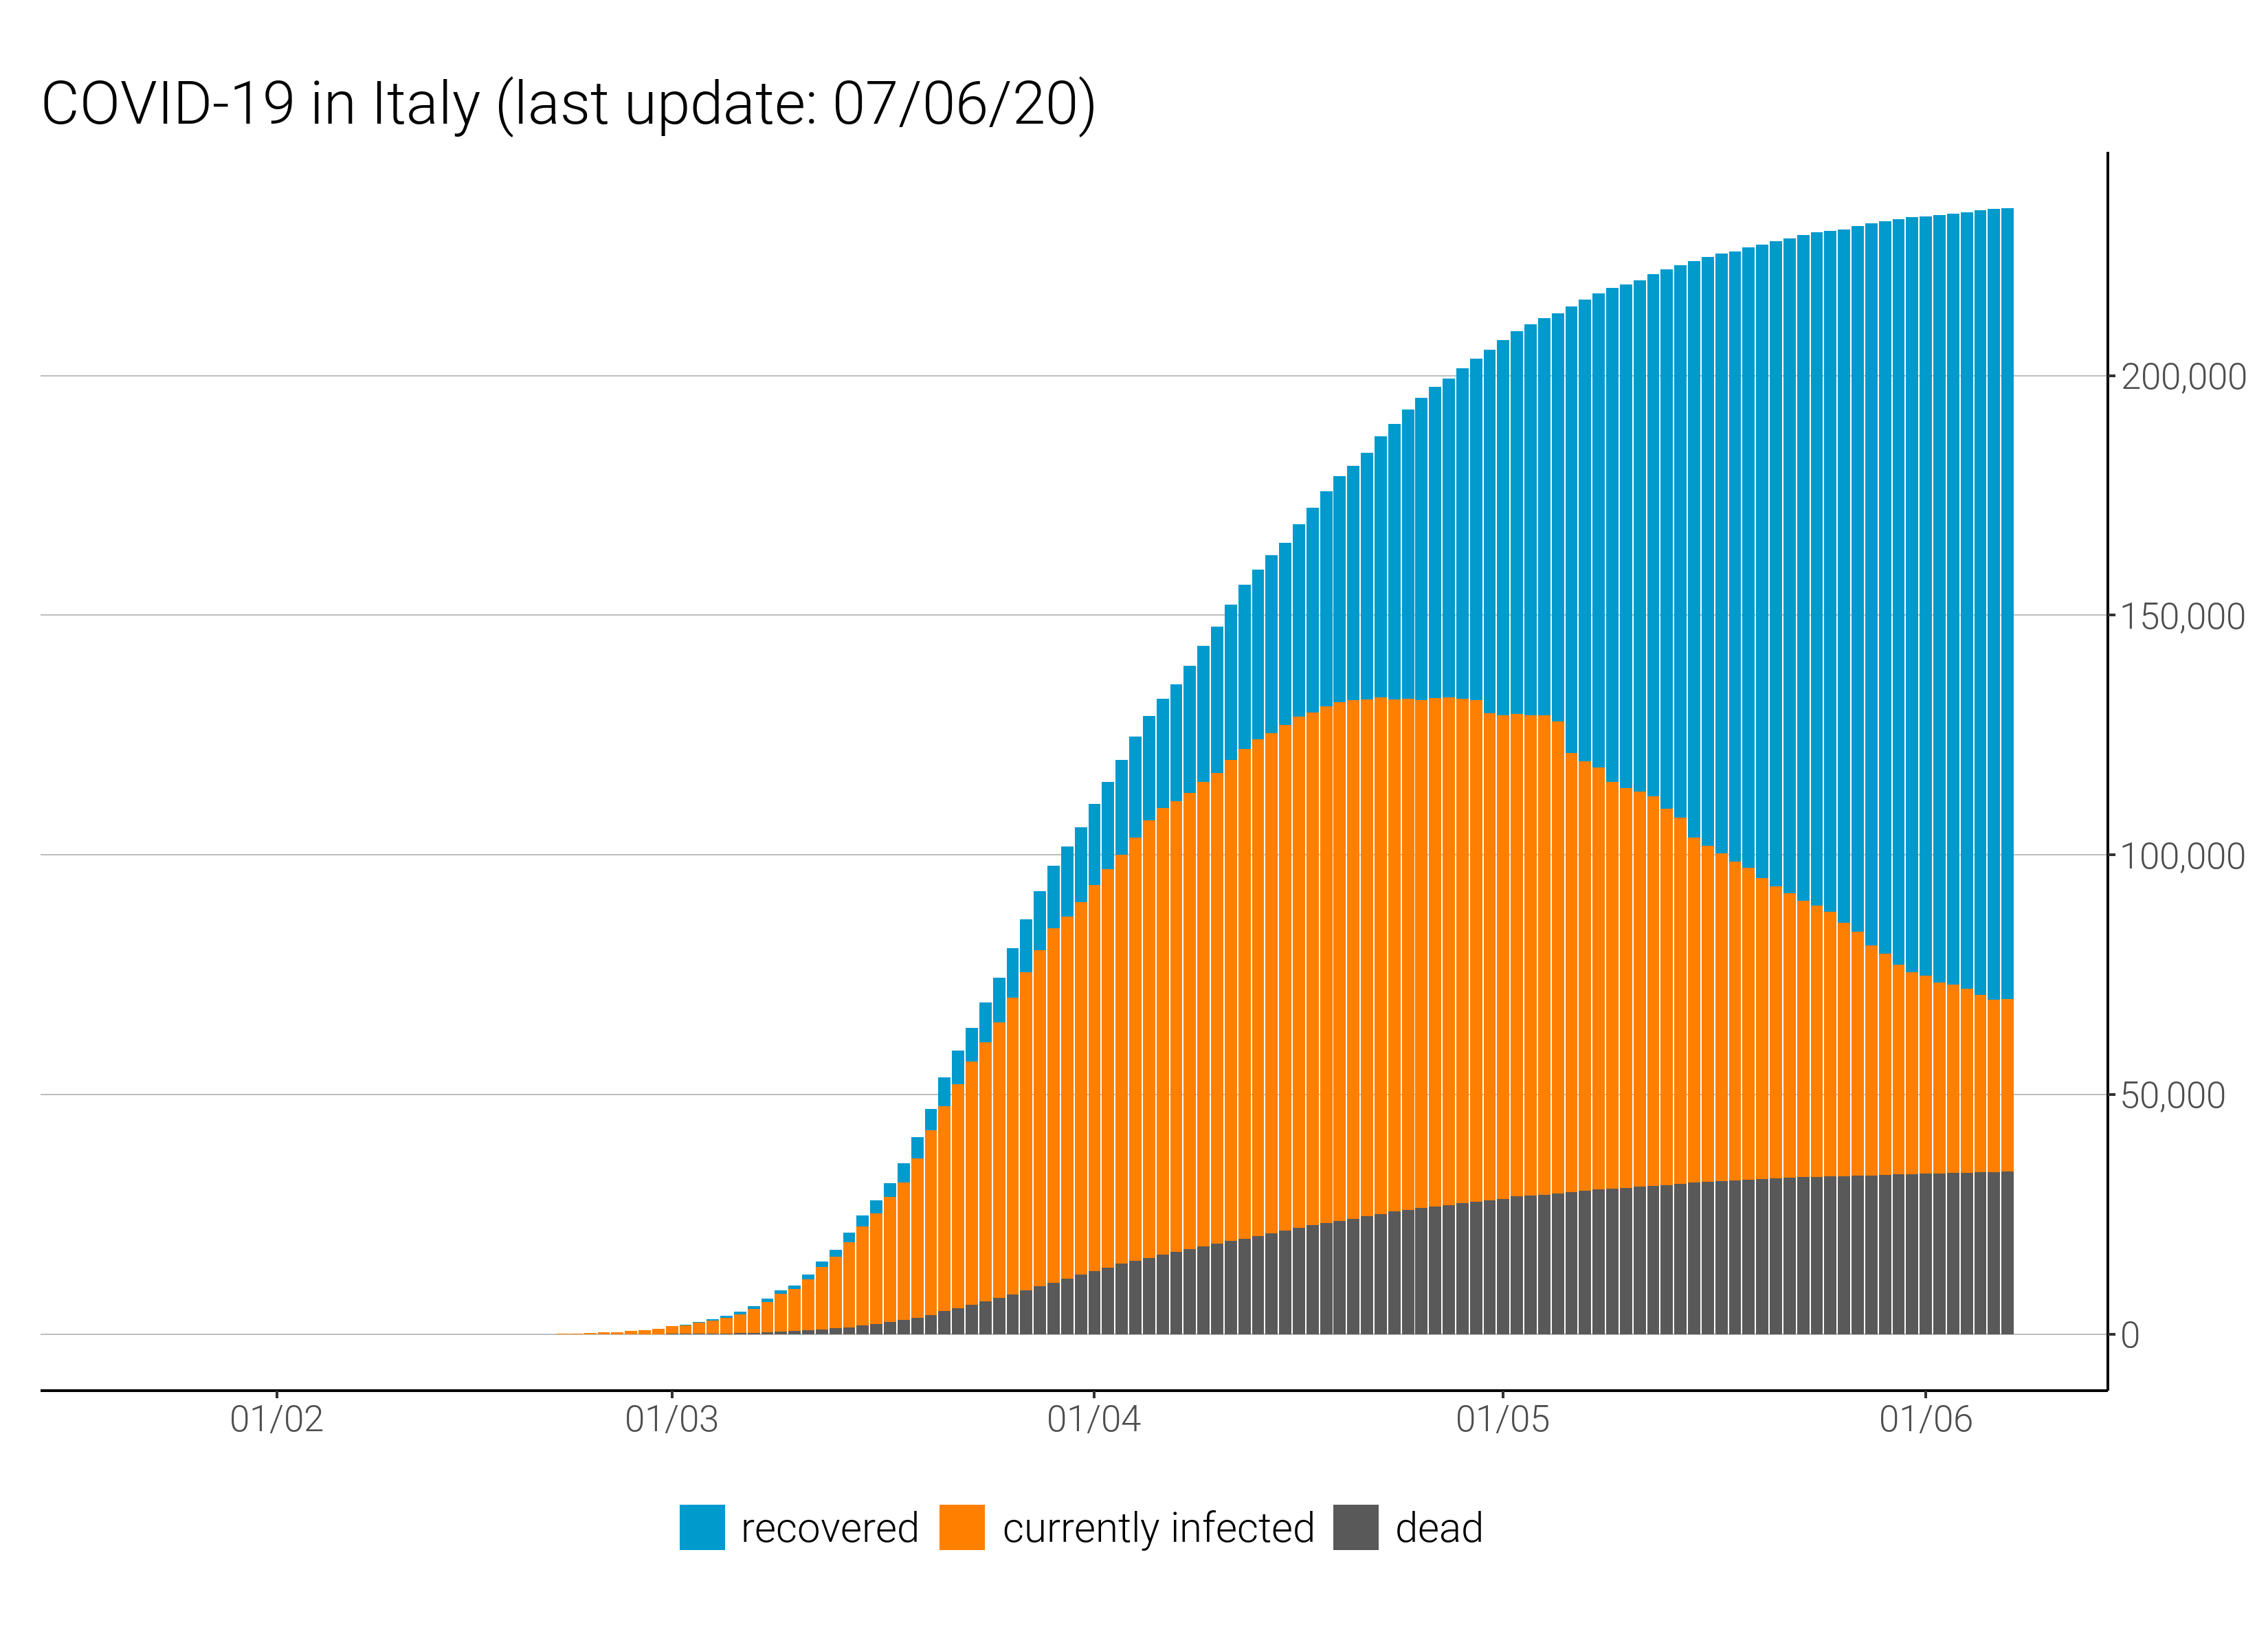 COVID-19 in Italy (last update: 07/06/20)
200,000
150,000
100,000
50,000
0
01/02 01/03 01/04 01/05 01/06
recovered currently infected dead